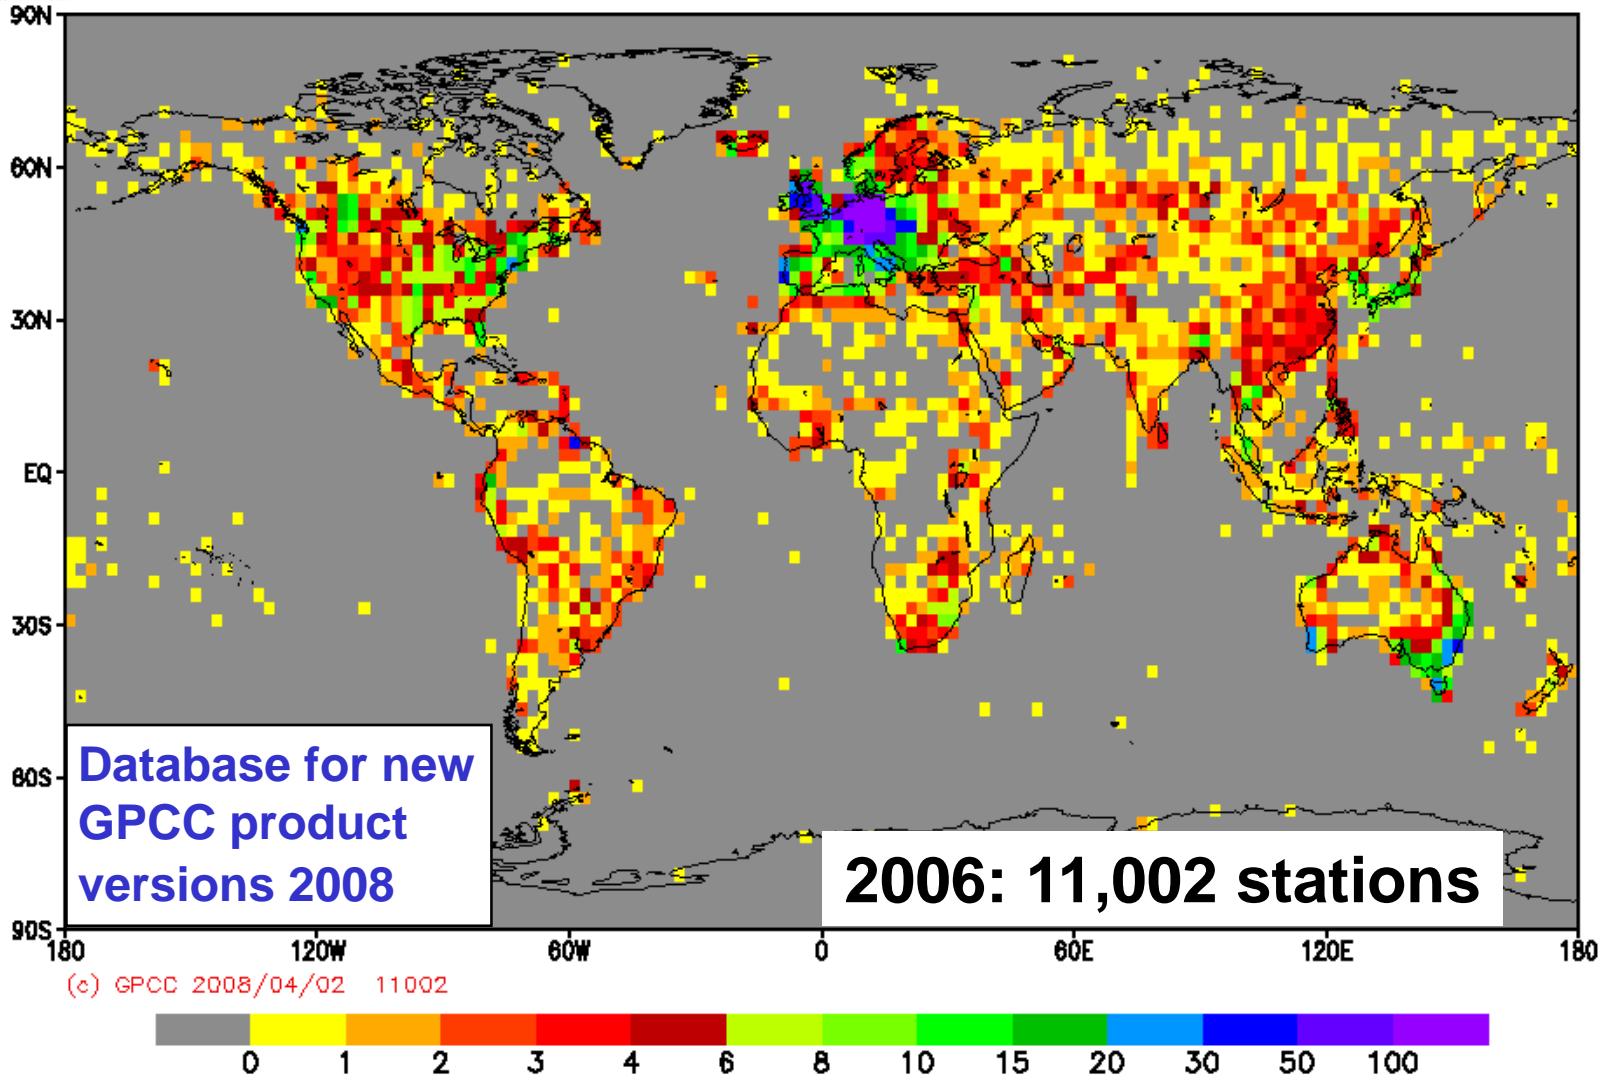 90N
60N
30N
EQ
30S
60S
90S
Database for new
GPCC product
versions 2008
2006: 11,002 stations
180 120W 60W 0 60E 120E 180
(c) GPCC 2008/04/02 11002
0 1 2 3 4 6 8 10 15 20 30 50 100